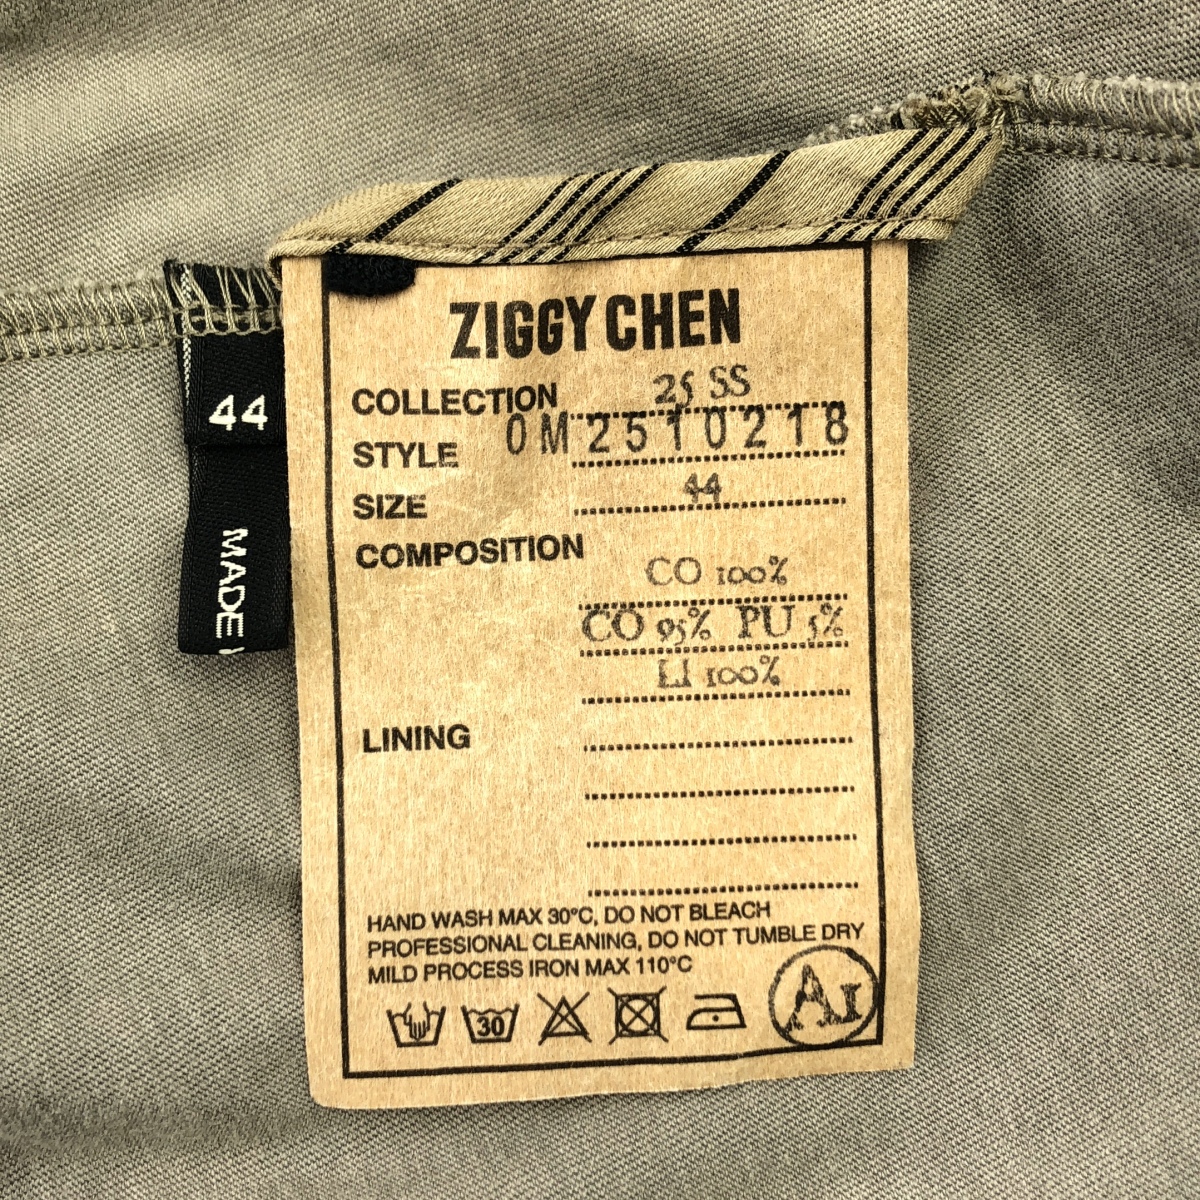 ZIGGY CHEN
COLLECTION 25 SS
STYLE 0M2510218
SIZE 44
COMPOSITION
CO 100%
CO 95% PU 5%
LI 100%
LINING
HAND WASH MAX 30°C, DO NOT BLEACH
PROFESSIONAL CLEANING, DO NOT TUMBLE DRY
MILD PROCESS IRON MAX 110°C
30
A1
44
MADE